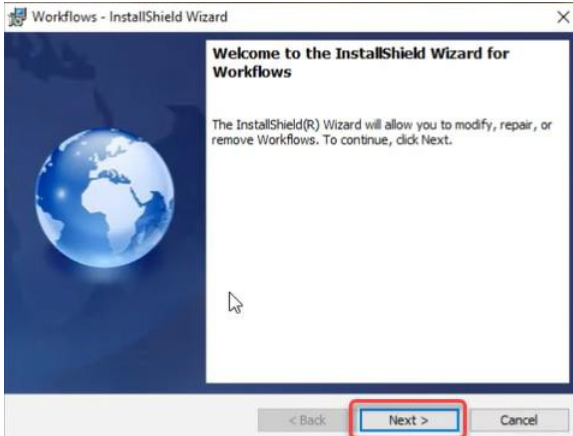 Workflows - InstallShield Wizard
Welcome to the InstallShield Wizard for
Workflows
The InstallShield(R) Wizard will allow you to modify, repair, or
remove Workflows. To continue, click Next.
< Back Next > Cancel